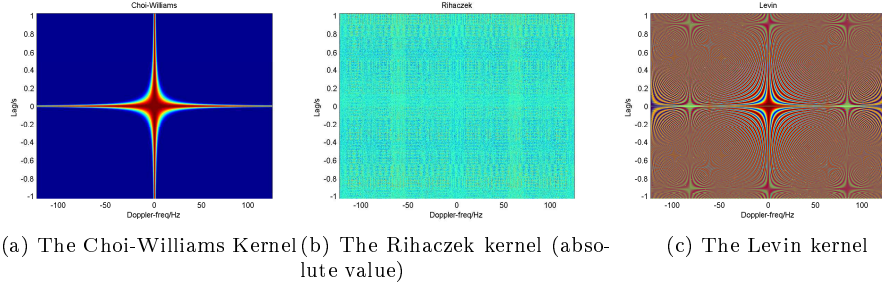 Choi-Williams
1
0.8
0.6
0.4
0.2
0
-0.2
-0.4
-0.6
-0.8
-1
Lag/s
-100 -50 0 50 100
Doppler-freq/Hz
(a) The Choi-Williams Kernel
Rihaczek
1
0.8
0.6
0.4
0.2
0
-0.2
-0.4
-0.6
-0.8
-1
Lag/s
-100 -50 0 50 100
Doppler-freq/Hz
(b) The Rihaczek kernel (abso-
lute value)
Levin
1
0.8
0.6
0.4
0.2
0
-0.2
-0.4
-0.6
-0.8
-1
Lag/s
-100 -50 0 50 100
Doppler-freq/Hz
(c) The Levin kernel